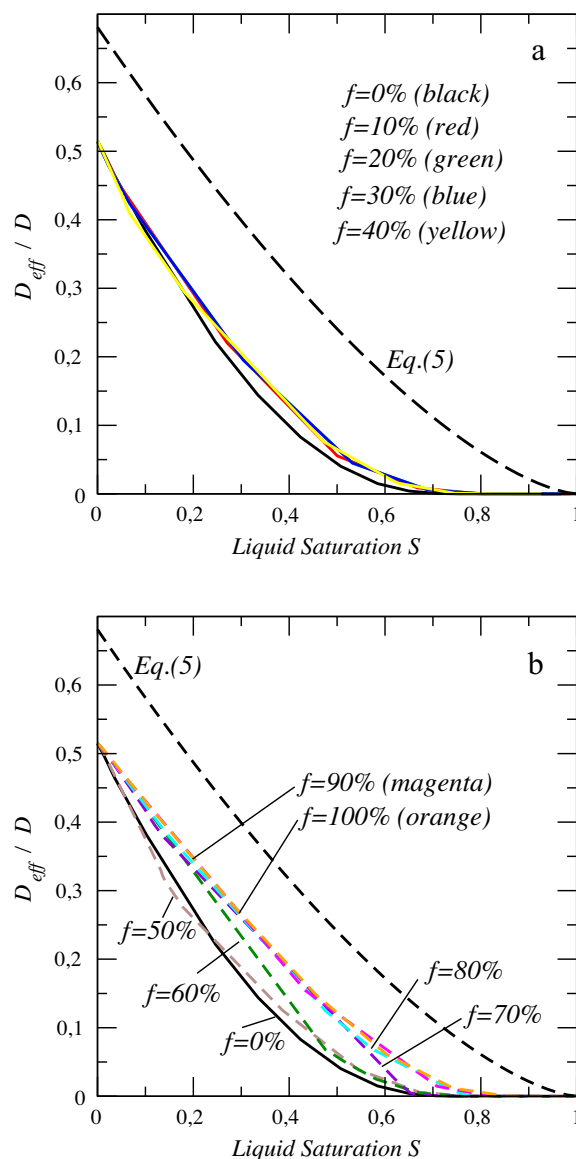 a
0,6
0,5
0,4
0,3
0,2
0,1
0
D_eff / D
f=0% (black)
f=10% (red)
f=20% (green)
f=30% (blue)
f=40% (yellow)
Eq.(5)
0 0,2 0,4 0,6 0,8 1
Liquid Saturation S
b
0,6
0,5
0,4
0,3
0,2
0,1
0
D_eff / D
Eq.(5)
f=90% (magenta)
f=100% (orange)
f=50%
f=60%
f=0%
f=80%
f=70%
0 0,2 0,4 0,6 0,8 1
Liquid Saturation S